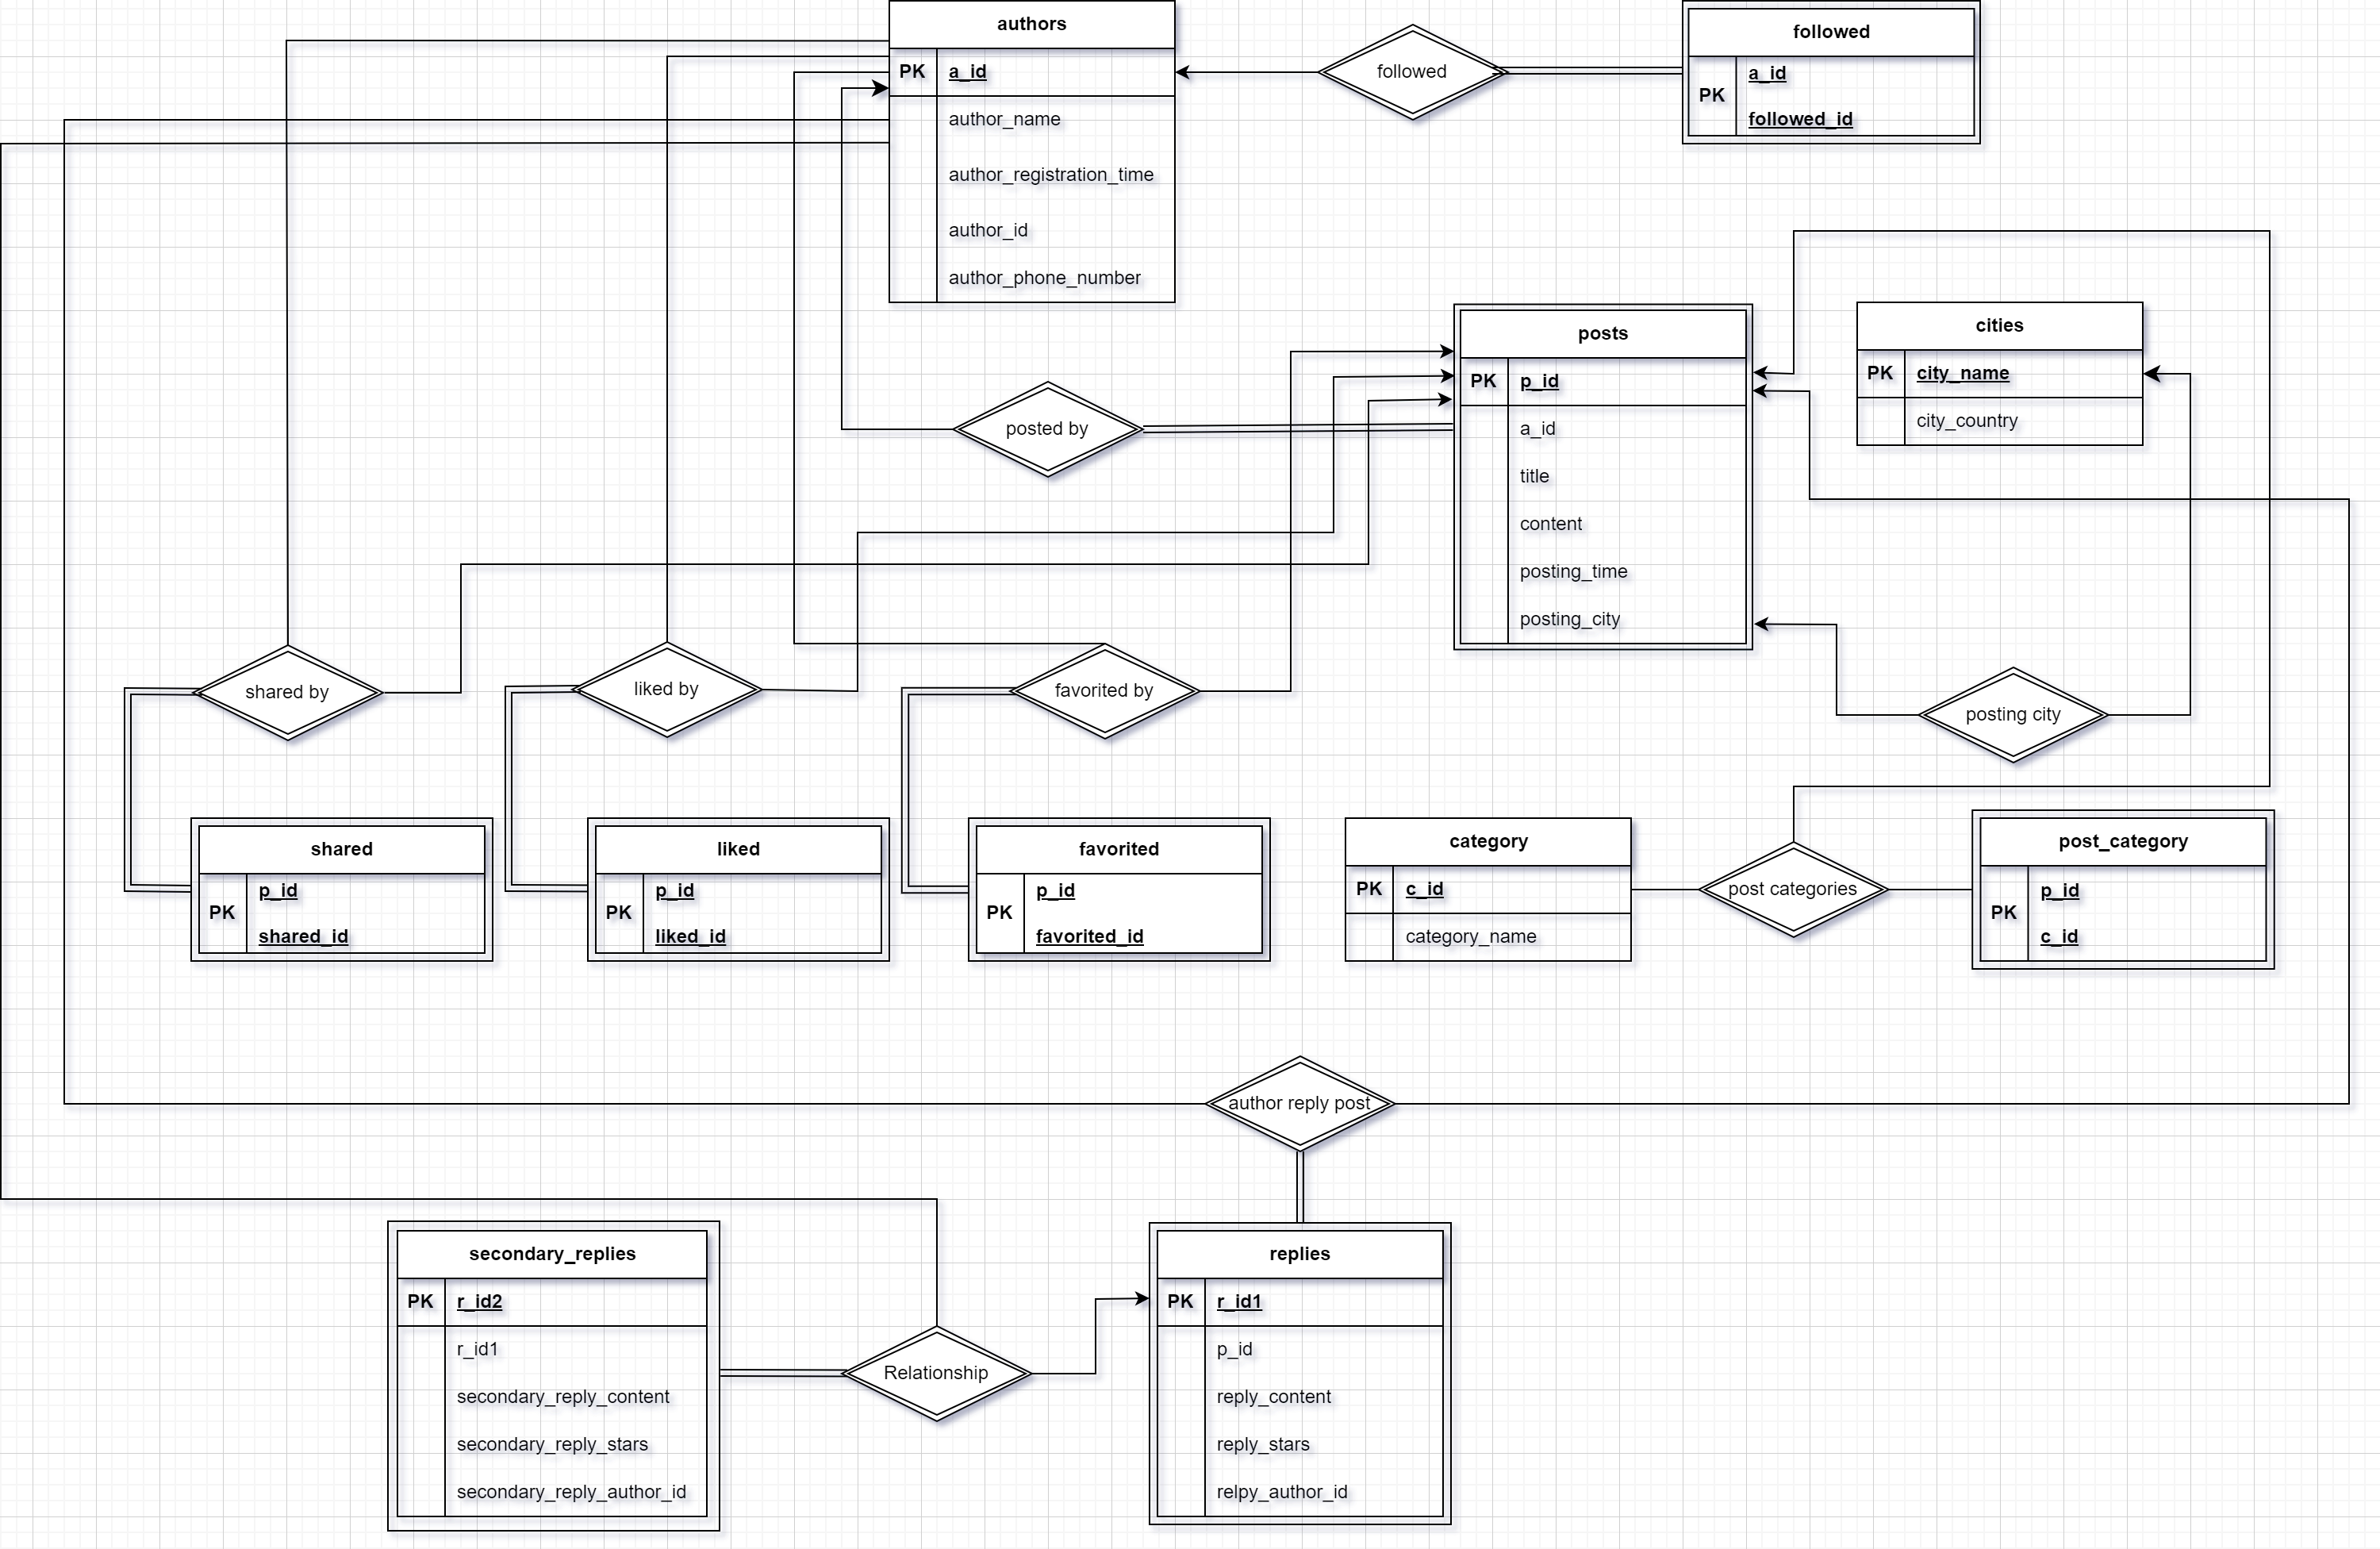 authors
PK
a_id
author_name
author_registration_time
author_id
author_phone_number
followed
followed
PK
a_id
followed_id
posts
PK
p_id
a_id
title
content
posting_time
posting_city
cities
PK
city_name
city_country
posted by
shared by
liked by
favorited by
posting city
shared
PK
p_id
shared_id
liked
PK
p_id
liked_id
favorited
PK
p_id
favorited_id
category
PK
c_id
category_name
post categories
post_category
PK
p_id
c_id
author reply post
secondary_replies
PK
r_id2
r_id1
secondary_reply_content
secondary_reply_stars
secondary_reply_author_id
Relationship
replies
PK
r_id1
p_id
reply_content
reply_stars
relpy_author_id